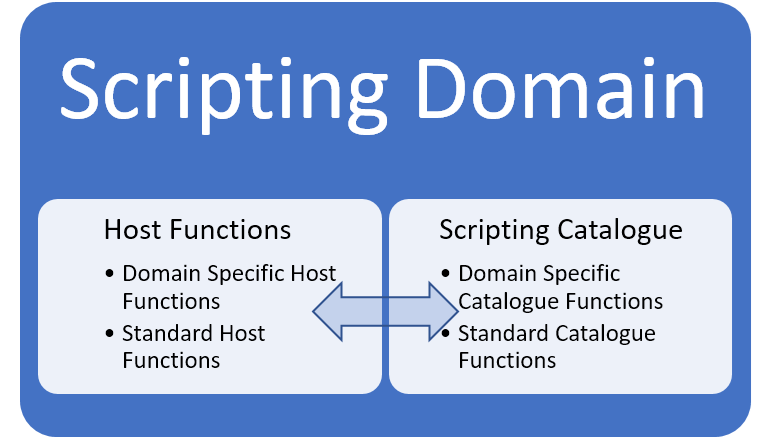 Scripting Domain
Host Functions
• Domain Specific Host
Functions
• Standard Host
Functions
Scripting Catalogue
• Domain Specific
Catalogue Functions
• Standard Catalogue
Functions